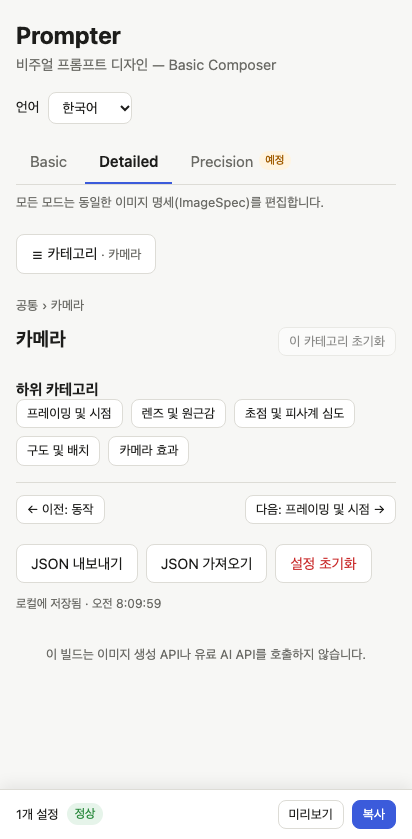 Prompter
비주얼 프롬프트 디자인 — Basic Composer
언어 한국어
Basic Detailed Precision 예정
모든 모드는 동일한 이미지 명세(ImageSpec)를 편집합니다.
≡ 카테고리 · 카메라
공통 › 카메라
카메라 이 카테고리 초기화
하위 카테고리
프레이밍 및 시점 렌즈 및 원근감 초점 및 피사계 심도
구도 및 배치 카메라 효과
← 이전: 동작 다음: 프레이밍 및 시점 →
JSON 내보내기 JSON 가져오기 설정 초기화
로컬에 저장됨 · 오전 8:09:59
이 빌드는 이미지 생성 API나 유료 AI API를 호출하지 않습니다.
1개 설정 정상 미리보기 복사